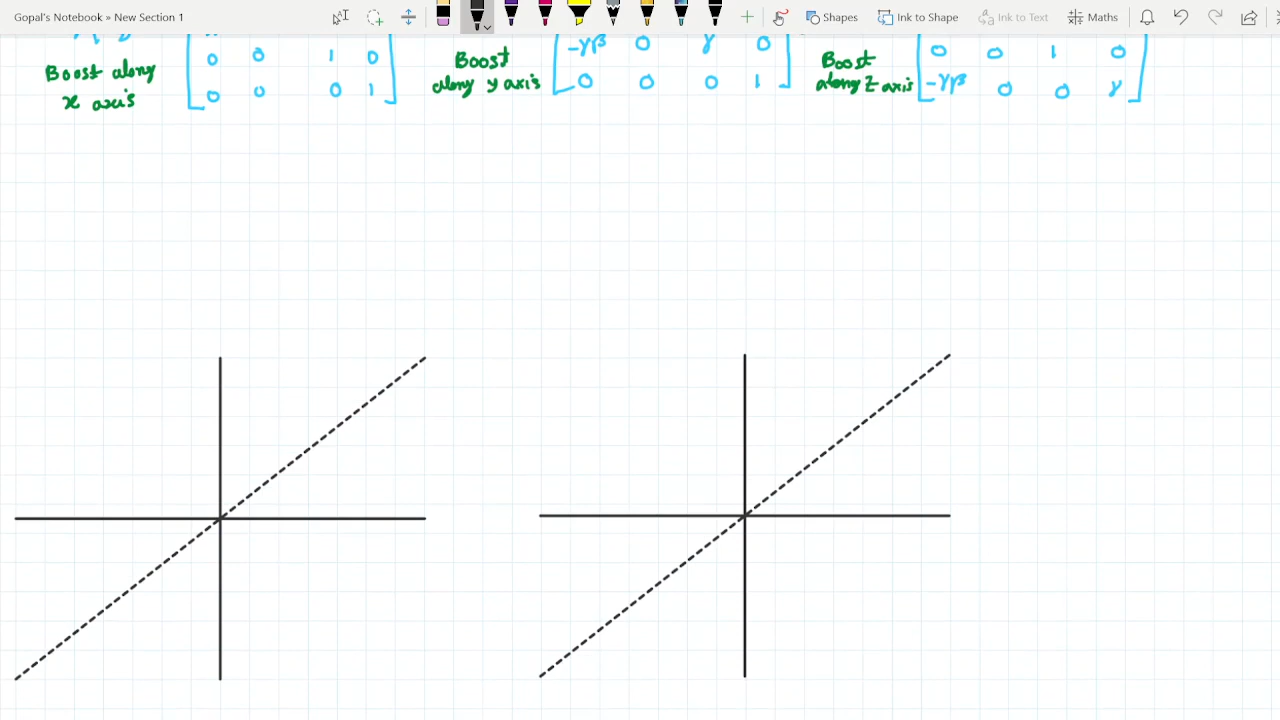 Gopal's Notebook » New Section 1
Shapes
Ink to Shape
Ink to Text
Maths
Boost along
x axis
0 0 1 0
0 0 0 1
Boost
along y axis
-γβ 0 γ 0
0 0 0 1
Boost
along z axis
0 0 1 0
-γβ 0 0 γ